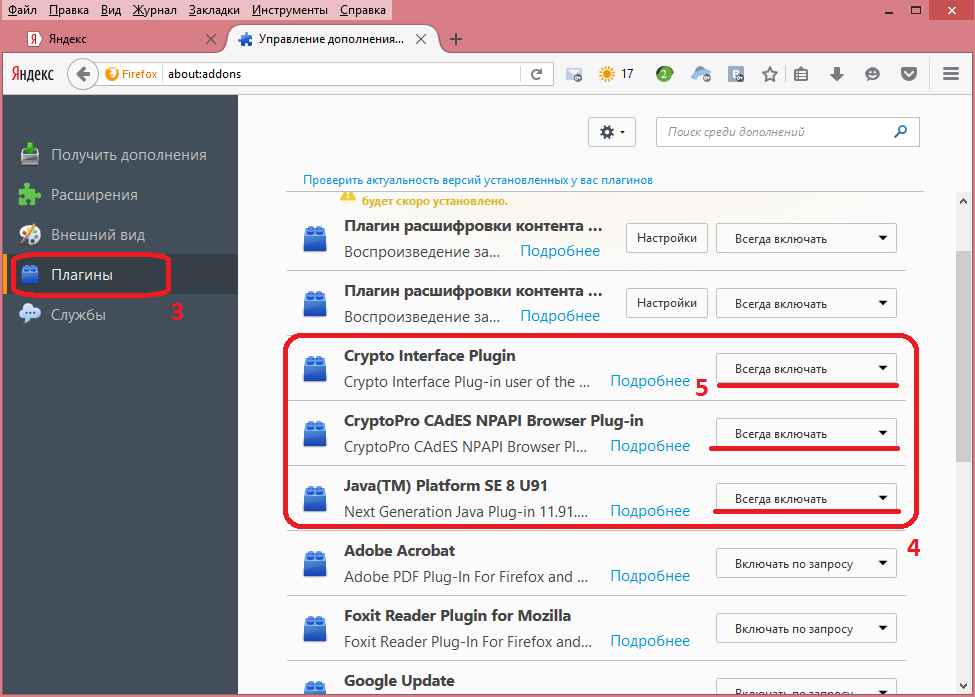 Файл Правка Вид Журнал Закладки Инструменты Справка
Я Яндекс
Управление дополнения...
Яндекс Firefox about:addons 17 2 P
Получить дополнения
Расширения
Внешний вид
Плагины
3
Службы
Поиск среди дополнений
Проверить актуальность версий установленных у вас плагинов
будет скоро установлено.
Плагин расшифровки контента ...
Воспроизведение за... Подробнее Настройки Всегда включать
Плагин расшифровки контента ...
Воспроизведение за... Подробнее Настройки Всегда включать
Crypto Interface Plugin
Crypto Interface Plug-in user of the ... Подробнее 5 Всегда включать
CryptoPro CAdES NPAPI Browser Plug-in
CryptoPro CAdES NPAPI Browser Pl... Подробнее Всегда включать
Java(TM) Platform SE 8 U91
Next Generation Java Plug-in 11.91.... Подробнее Всегда включать
4
Adobe Acrobat
Adobe PDF Plug-In For Firefox and ... Подробнее Включать по запросу
Foxit Reader Plugin for Mozilla
Foxit Reader Plug-In For Firefox and... Подробнее Включать по запросу
Google Update
Включать по запросу